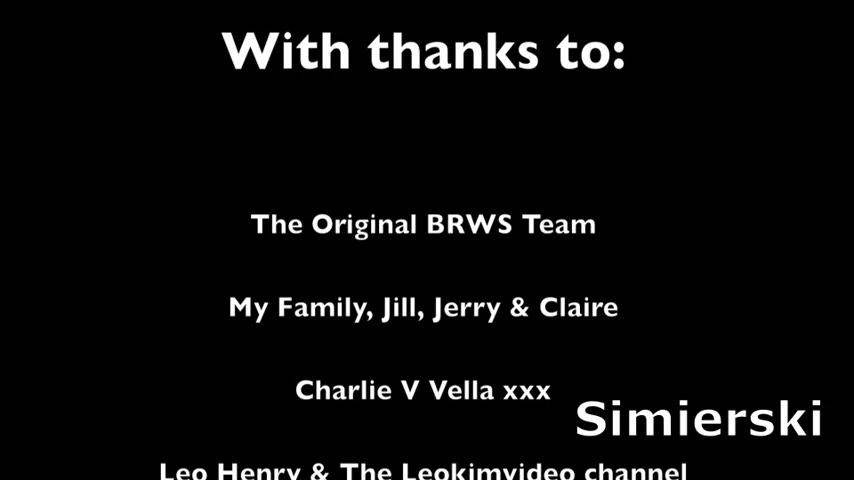 With thanks to:
The Original BRWS Team
My Family, Jill, Jerry & Claire
Charlie V Vella xxx
Simierski
Leo Henry & The Leokimvideo channel